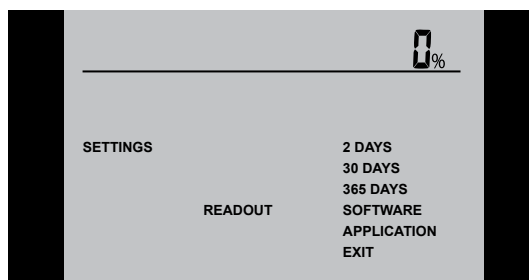 0%
SETTINGS 2 DAYS
30 DAYS
365 DAYS
READOUT SOFTWARE
APPLICATION
EXIT